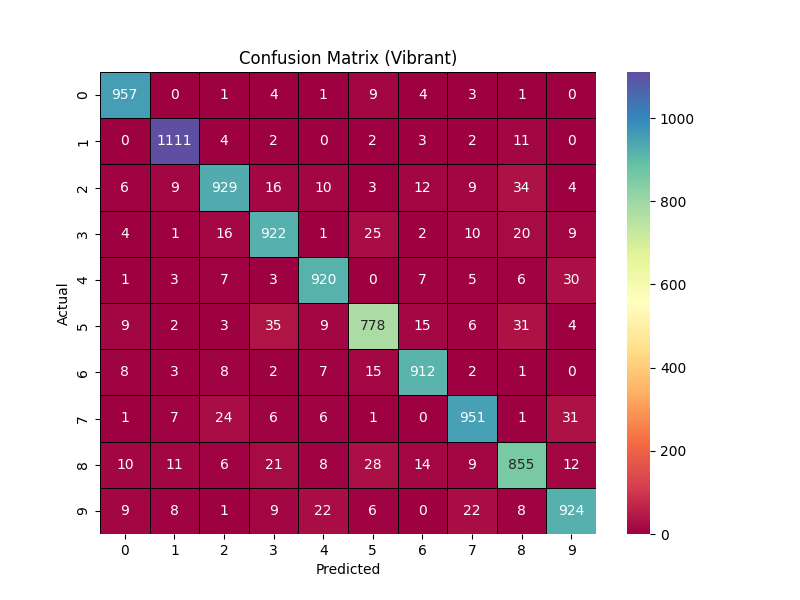 Confusion Matrix (Vibrant)
0 957 0 1 4 1 9 4 3 1 0
1 0 1111 4 2 0 2 3 2 11 0
2 6 9 929 16 10 3 12 9 34 4
3 4 1 16 922 1 25 2 10 20 9
4 1 3 7 3 920 0 7 5 6 30
5 9 2 3 35 9 778 15 6 31 4
6 8 3 8 2 7 15 912 2 1 0
7 1 7 24 6 6 1 0 951 1 31
8 10 11 6 21 8 28 14 9 855 12
9 9 8 1 9 22 6 0 22 8 924
0 1 2 3 4 5 6 7 8 9
Predicted
Actual
1000
800
600
400
200
0